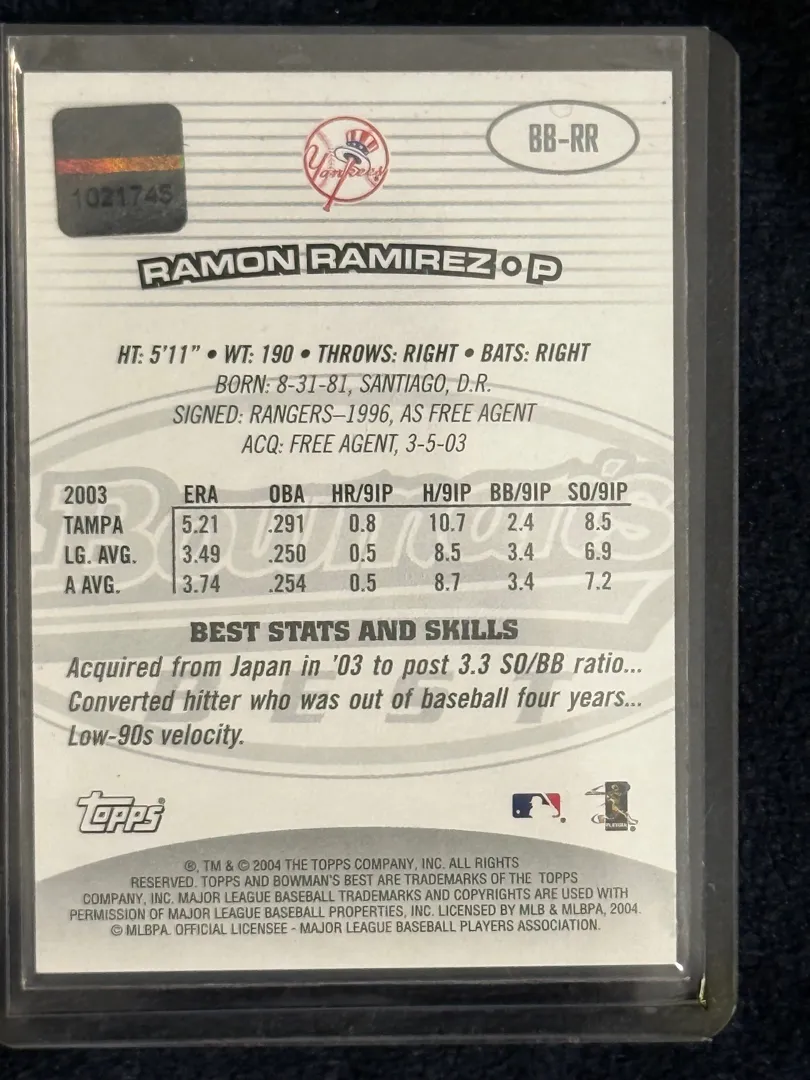 BB-RR
Yankees
1021745
RAMON RAMIREZ • P
HT: 5'11" • WT: 190 • THROWS: RIGHT • BATS: RIGHT
BORN: 8-31-81, SANTIAGO, D.R.
SIGNED: RANGERS–1996, AS FREE AGENT
ACQ: FREE AGENT, 3-5-03
2003 ERA OBA HR/9IP H/9IP BB/9IP SO/9IP
TAMPA 5.21 .291 0.8 10.7 2.4 8.5
LG. AVG. 3.49 .250 0.5 8.5 3.4 6.9
A AVG. 3.74 .254 0.5 8.7 3.4 7.2
Bowman's
BEST
BEST STATS AND SKILLS
Acquired from Japan in '03 to post 3.3 SO/BB ratio...
Converted hitter who was out of baseball four years...
Low-90s velocity.
Topps®
®, TM & © 2004 THE TOPPS COMPANY, INC. ALL RIGHTS
RESERVED. TOPPS AND BOWMAN'S BEST ARE TRADEMARKS OF THE TOPPS
COMPANY, INC. MAJOR LEAGUE BASEBALL TRADEMARKS AND COPYRIGHTS ARE USED WITH
PERMISSION OF MAJOR LEAGUE BASEBALL PROPERTIES, INC. LICENSED BY MLB & MLBPA, 2004.
© MLBPA. OFFICIAL LICENSEE - MAJOR LEAGUE BASEBALL PLAYERS ASSOCIATION.